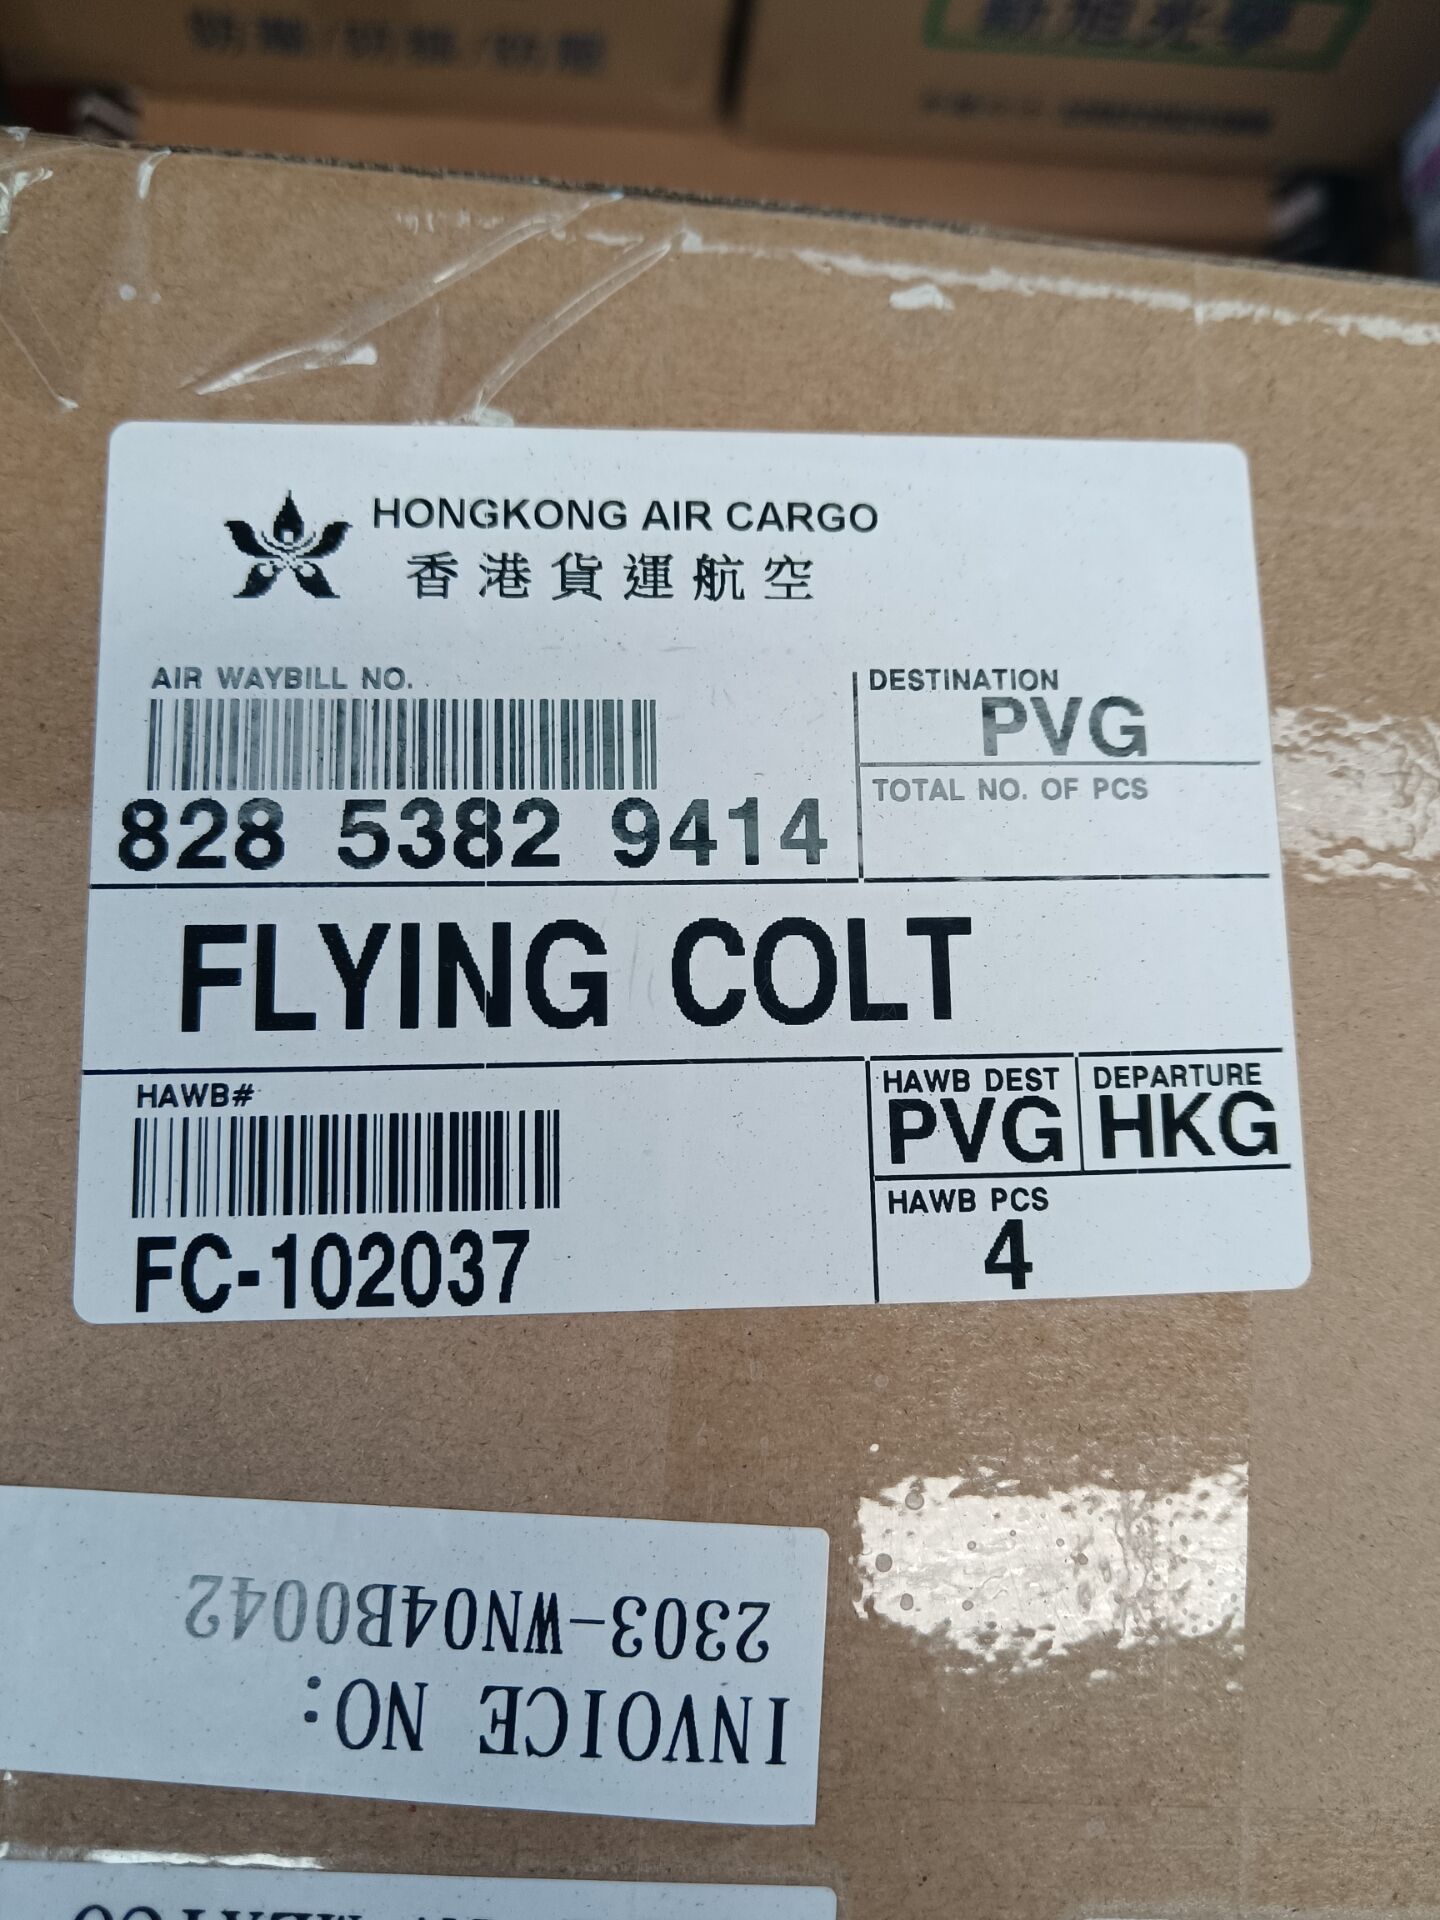 HONGKONG AIR CARGO
香港貨運航空
AIR WAYBILL NO.
828 5382 9414
DESTINATION
PVG
TOTAL NO. OF PCS
FLYING COLT
HAWB#
FC-102037
HAWB DEST
PVG
DEPARTURE
HKG
HAWB PCS
4
INVOICE NO:
2303-WN04B0042